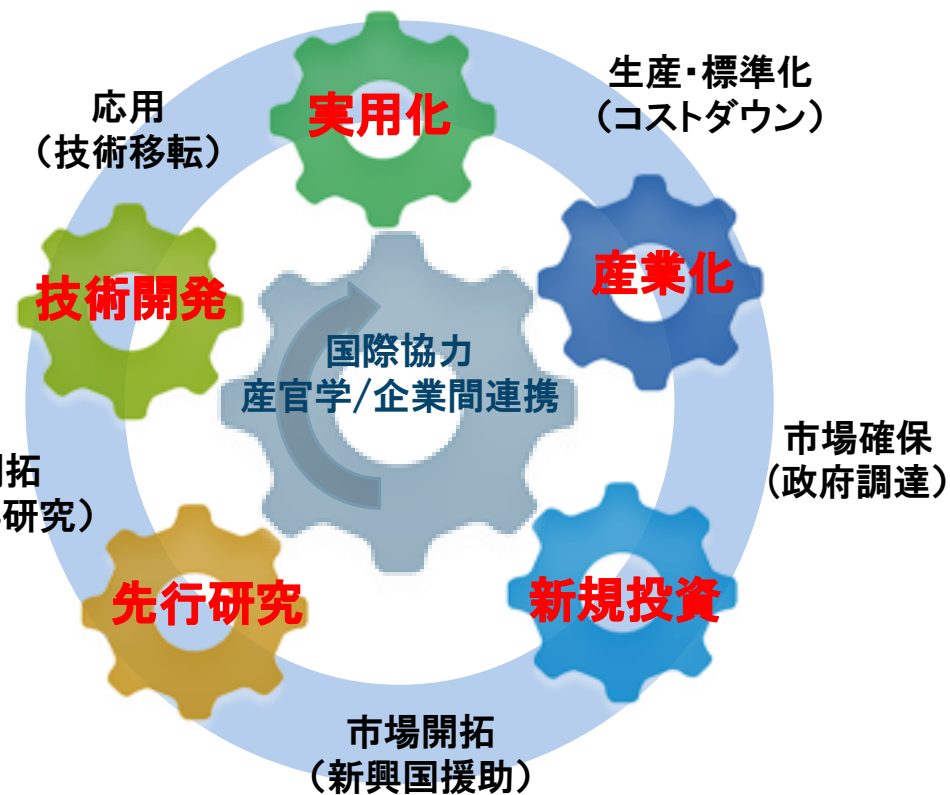 実用化
生産・標準化
（コストダウン）
応用
（技術移転）
産業化
技術開発
国際協力
産官学/企業間連携
市場確保
（政府調達）
拓
研究）
先行研究
新規投資
市場開拓
（新興国援助）